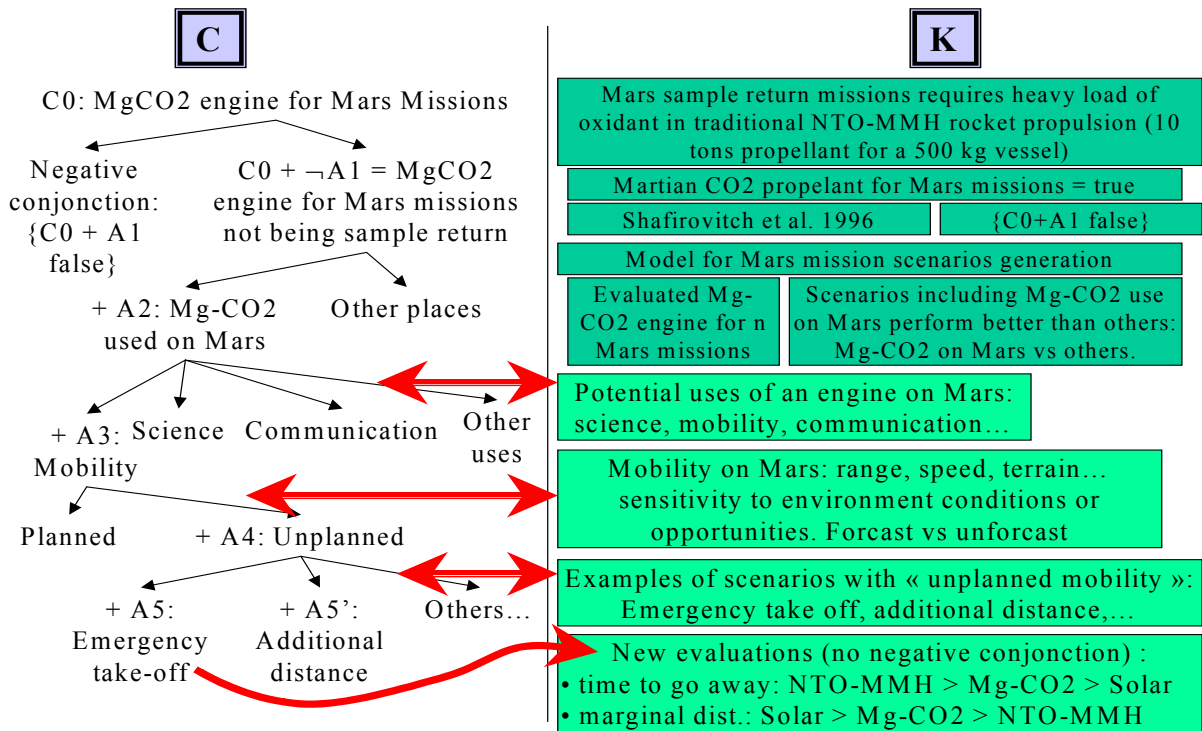 C
C0: MgCO2 engine for Mars Missions
Negative
conjonction:
{C0 + A1
false}
C0 + ¬A1 = MgCO2
engine for Mars missions
not being sample return
+ A2: Mg-CO2
used on Mars
Other places
+ A3:
Mobility
Science
Communication
Other
uses
Planned
+ A4: Unplanned
+ A5:
Emergency
take-off
+ A5’:
Additional
distance
Others…
K
Mars sample return missions requires heavy load of
oxidant in traditional NTO-MMH rocket propulsion (10
tons propellant for a 500 kg vessel)
Martian CO2 propelant for Mars missions = true
Shafirovitch et al. 1996
{C0+A1 false}
Model for Mars mission scenarios generation
Evaluated Mg-
CO2 engine for n
Mars missions
Scenarios including Mg-CO2 use
on Mars perform better than others:
Mg-CO2 on Mars vs others.
Potential uses of an engine on Mars:
science, mobility, communication…
Mobility on Mars: range, speed, terrain…
sensitivity to environment conditions or
opportunities. Forcast vs unforcast
Examples of scenarios with « unplanned mobility »:
Emergency take off, additional distance,…
New evaluations (no negative conjonction) :
• time to go away: NTO-MMH > Mg-CO2 > Solar
• marginal dist.: Solar > Mg-CO2 > NTO-MMH